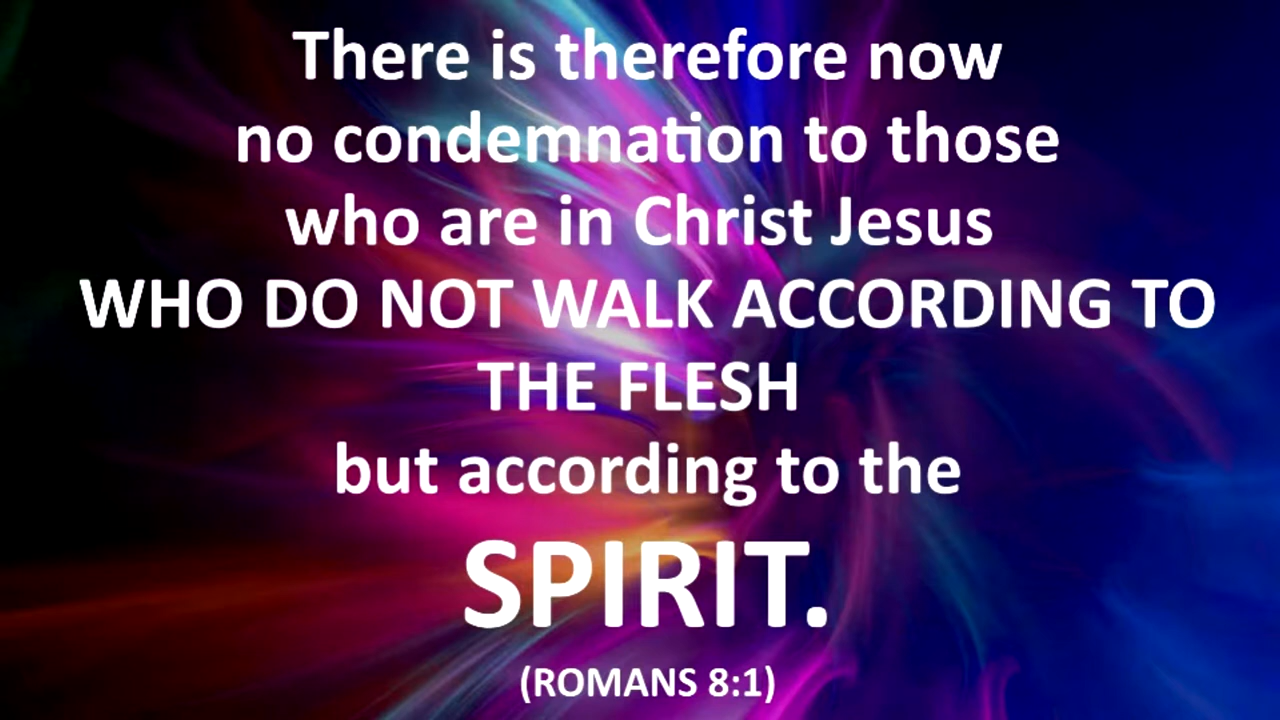 There is therefore now
no condemnation to those
who are in Christ Jesus
WHO DO NOT WALK ACCORDING TO
THE FLESH
but according to the
SPIRIT.
(ROMANS 8:1)